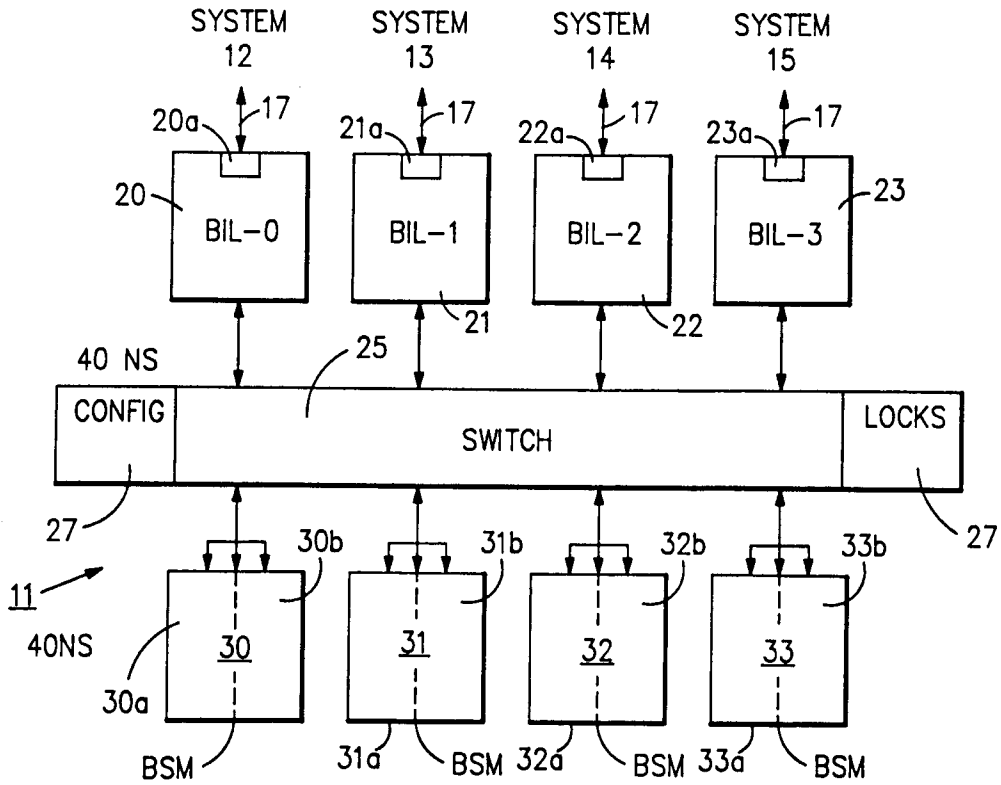 SYSTEM 12
SYSTEM 13
SYSTEM 14
SYSTEM 15
17
17
17
17
20a
21a
22a
23a
20
23
BIL-0
BIL-1
BIL-2
BIL-3
21
22
40 NS
25
CONFIG
SWITCH
LOCKS
27
27
30b
31b
32b
33b
11
40NS
30
31
32
33
30a
31a
32a
33a
BSM
BSM
BSM
BSM